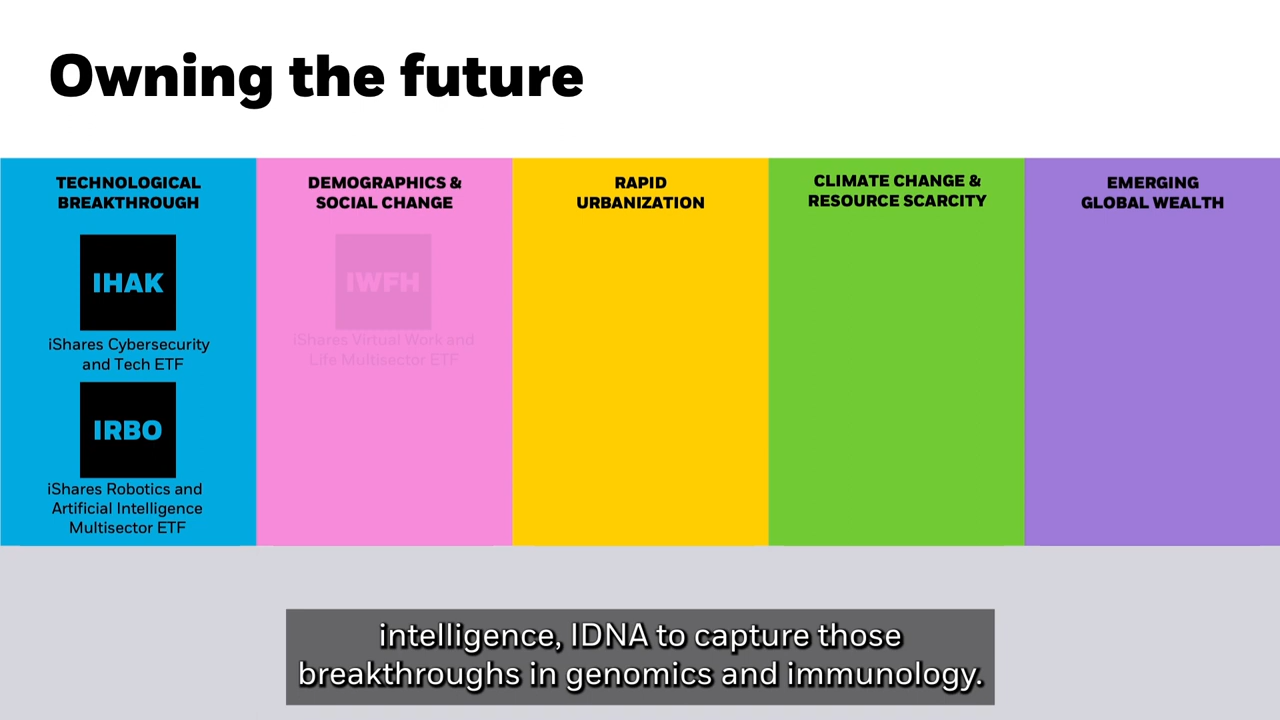 Owning the future
TECHNOLOGICAL
BREAKTHROUGH
IHAK
iShares Cybersecurity
and Tech ETF
IRBO
iShares Robotics and
Artificial Intelligence
Multisector ETF
DEMOGRAPHICS &
SOCIAL CHANGE
IWFH
iShares Virtual Work and
Life Multisector ETF
RAPID
URBANIZATION
CLIMATE CHANGE &
RESOURCE SCARCITY
EMERGING
GLOBAL WEALTH
intelligence, IDNA to capture those
breakthroughs in genomics and immunology.